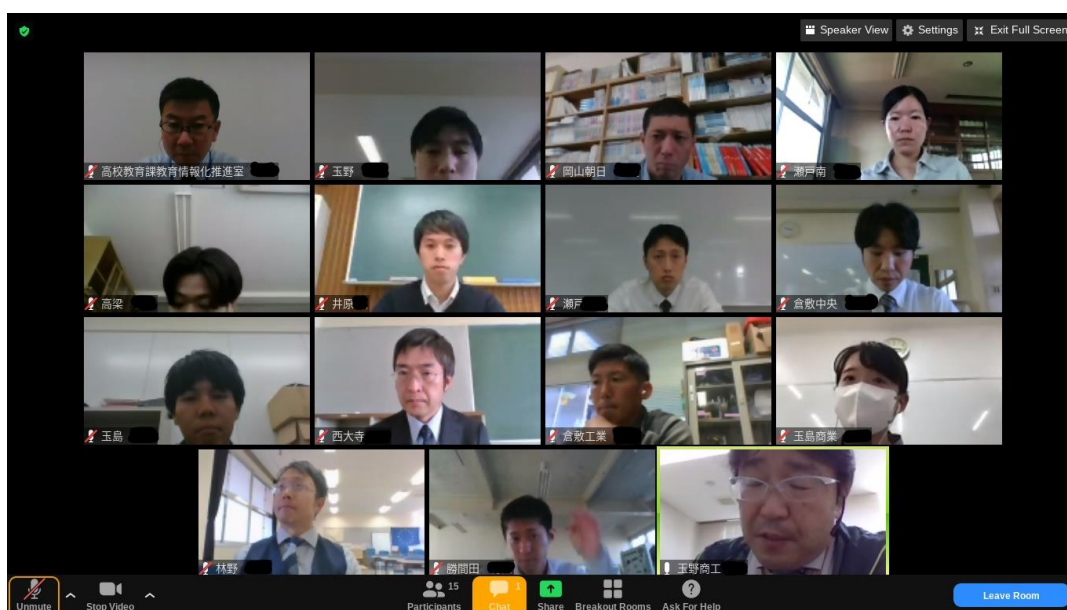 Speaker View
Settings
Exit Full Screen
高校教育課教育情報化推進室
玉野
岡山朝日
瀬戸南
高梁
井原
瀬戸
倉敷中央
玉島
西大寺
倉敷工業
玉島商業
林野
勝間田
玉野商工
15
1
Unmute
Stop Video
Participants
Chat
Share
Breakout Rooms
Ask For Help
Leave Room